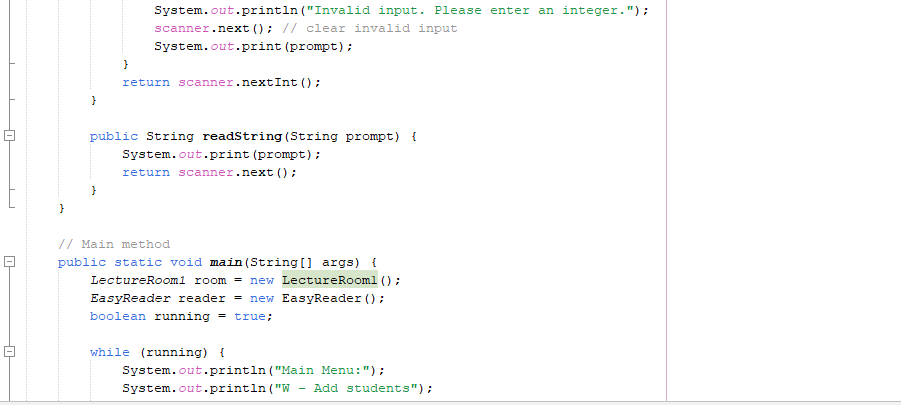 System.out.println("Invalid input. Please enter an integer.");
scanner.next(); // clear invalid input
System.out.print(prompt);
}
return scanner.nextInt();
}
public String readString(String prompt) {
System.out.print(prompt);
return scanner.next();
}
}
// Main method
public static void main(String[] args) {
LectureRoom1 room = new LectureRoom1();
EasyReader reader = new EasyReader();
boolean running = true;
while (running) {
System.out.println("Main Menu:");
System.out.println("W - Add students");